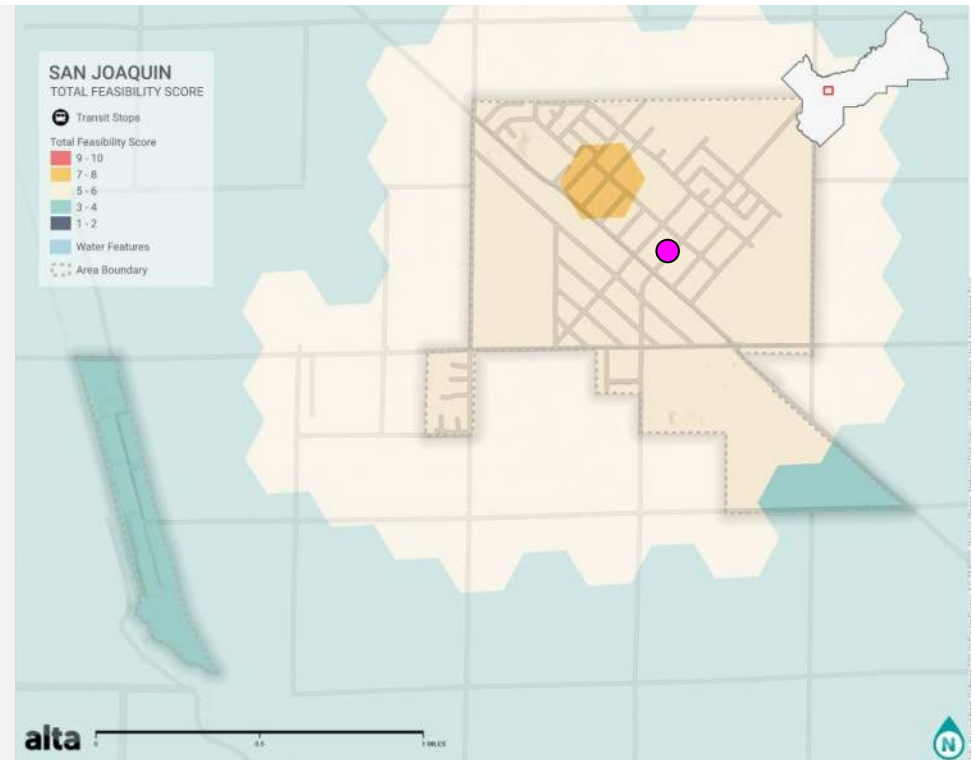 SAN JOAQUIN
TOTAL FEASIBILITY SCORE
Transit Stops
Total Feasibility Score
9 - 10
7 - 8
5 - 6
3 - 4
1 - 2
Water Features
Area Boundary
alta
0
0.5
1 MILES
N